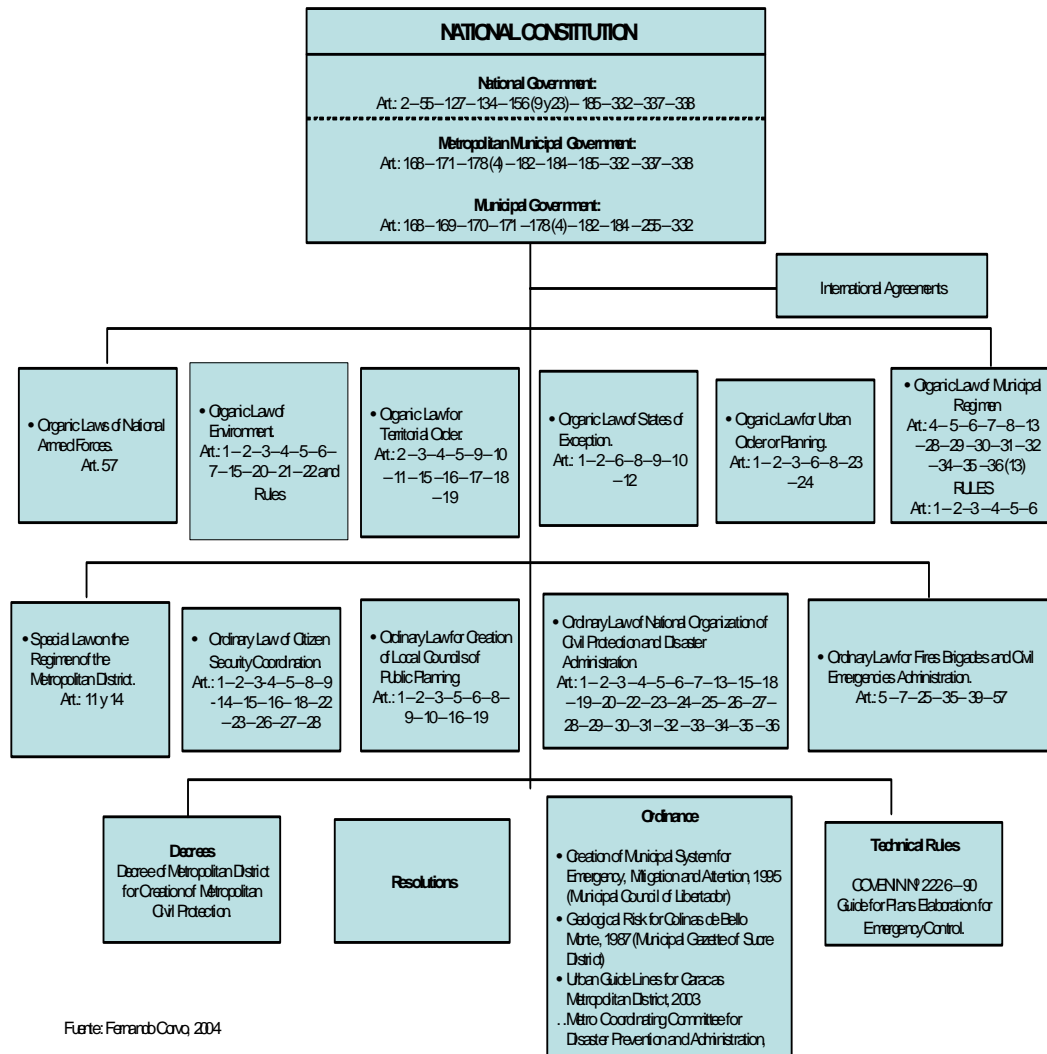 NATIONAL CONSTITUTION
National Government:
Art.: 2–55–127–134–156 (9 y 23)–185–332–337–338
Metropolitan Municipal Government:
Art.: 168–171–178 (4)–182–184–185–332–337–338
Municipal Government:
Art.: 168–169–170–171–178 (4)–182–184–255–332
International Agreements
• Organic Laws of National
Armed Forces.
Art. 57
• Organic Law of
Environment.
Art.: 1–2–3–4–5–6–
7–15–20–21–22 and
Rules
• Organic Law for
Territorial Order.
Art.: 2–3–4–5–9–10
–11–15–16–17–18
–19
• Organic Law of States of
Exception.
Art.: 1–2–6–8–9–10
–12
• Organic Law for Urban
Order or Planning.
Art.: 1–2–3–6–8–23
–24
• Organic Law of Municipal
Regimen.
Art.: 4–5–6–7–8–13
–28–29–30–31–32
–34–35–36 (13)
RULES
Art.: 1–2–3–4–5–6
• Special Law on the
Regimen of the
Metropolitan District.
Art.: 11 y 14
• Ordinary Law of Citizen
Security Coordination.
Art.: 1–2–3–4–5–8–9
-14–15–16–18–22
–23–26–27–28
• Ordinary Law for Creation
of Local Councils of
Public Planning.
Art.: 1–2–3–5–6–8–
9–10–16–19
• Ordinary Law of National Organization of
Civil Protection and Disaster
Administration.
Art.: 1–2–3–4–5–6–7–13–15–18
–19–20–22–23–24–25–26–27–
28–29–30–31–32–33–34–35–36
• Ordinary Law for Fires Brigades and Civil
Emergencies Administration.
Art.: 5–7–25–35–39–57
Decrees
Decree of Metropolitan District
for Creation of Metropolitan
Civil Protection.
Resolutions
Ordinance
• Creation of Municipal System for
Emergency, Mitigation and Attention, 1995
(Municipal Council of Libertador)
• Geological Risk for Colinas de Bello
Monte, 1987 (Municipal Gazette of Sucre
District)
• Urban Guide Lines for Caracas
Metropolitan District, 2003
. . Metro Coordinating Committee for
Disaster Prevention and Administration,
Technical Rules
COVENIN Nº 2226–90
Guide for Plans Elaboration for
Emergency Control.
Fuente: Fernando Corvo, 2004